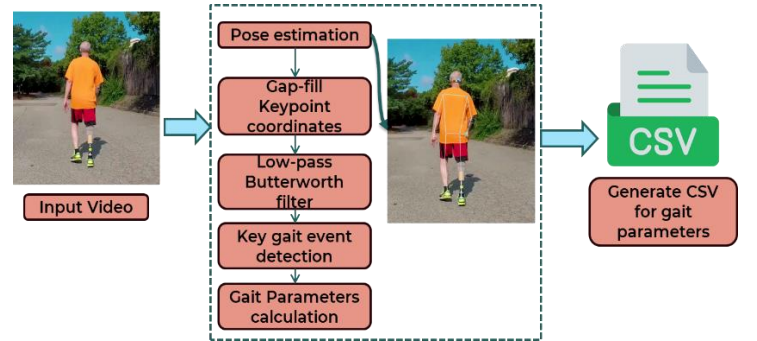 Input Video
Pose estimation
Gap-fill
Keypoint
coordinates
Low-pass
Butterworth
filter
Key gait event
detection
Gait Parameters
calculation
CSV
Generate CSV
for gait
parameters